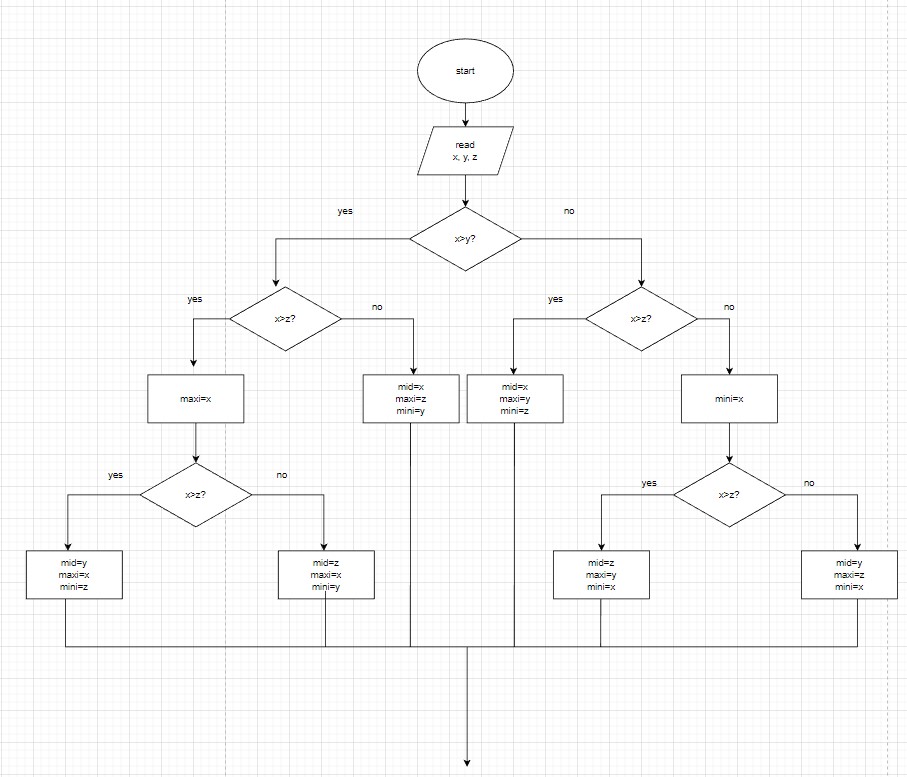 start
read
x, y, z
yes
no
x>y?
yes
no
yes
no
x>z?
x>z?
maxi=x
mid=x
maxi=z
mini=y
mid=x
maxi=y
mini=z
mini=x
yes
no
yes
no
x>z?
x>z?
mid=y
maxi=x
mini=z
mid=z
maxi=x
mini=y
mid=z
maxi=y
mini=x
mid=y
maxi=z
mini=x